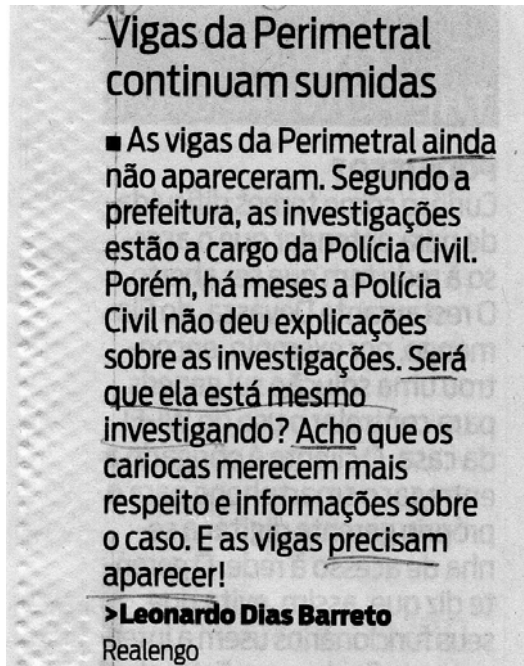 Vigas da Perimetral
continuam sumidas
■ As vigas da Perimetral ainda
não apareceram. Segundo a
prefeitura, as investigações
estão a cargo da Polícia Civil.
Porém, há meses a Polícia
Civil não deu explicações
sobre as investigações. Será
que ela está mesmo
investigando? Acho que os
cariocas merecem mais
respeito e informações sobre
o caso. E as vigas precisam
aparecer!
>Leonardo Dias Barreto
Realengo